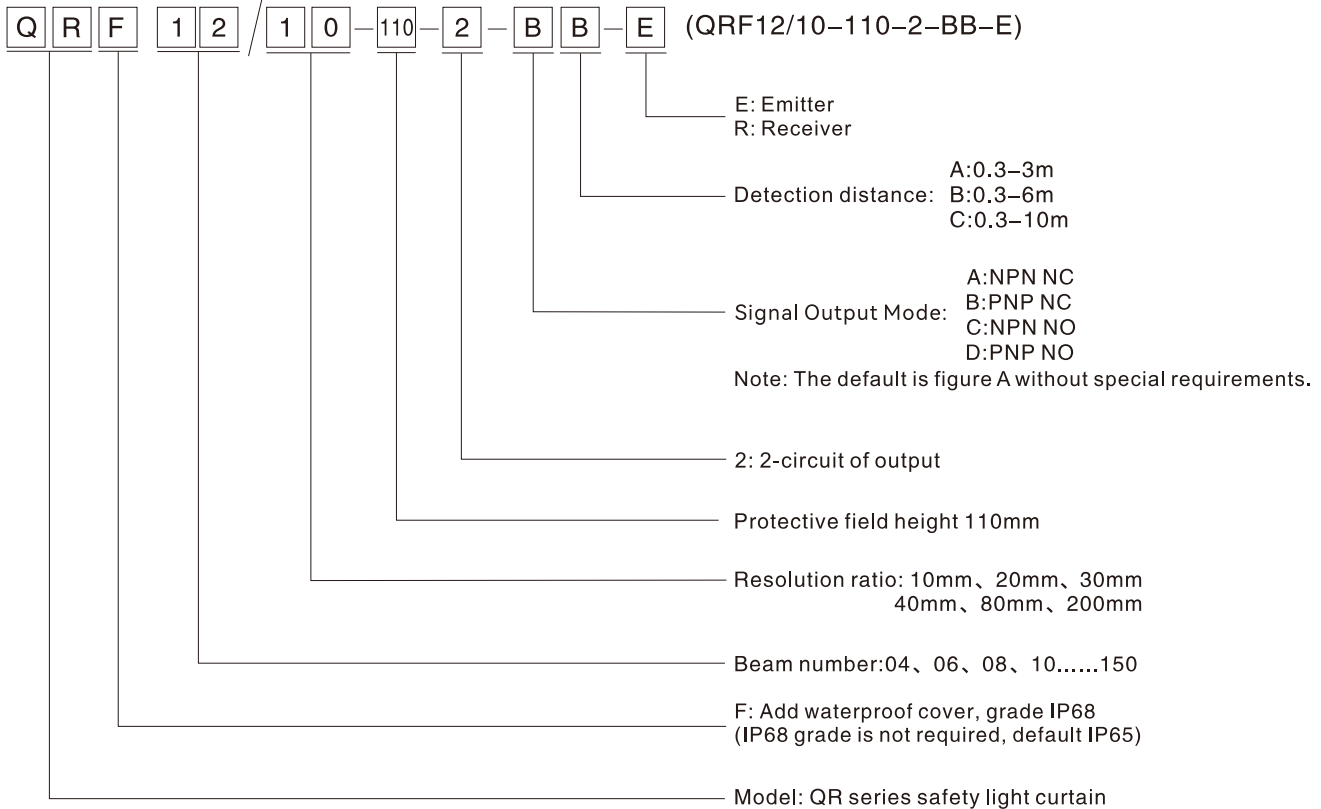 QRF 12/10-110-2-BB-E (QRF12/10-110-2-BB-E)
E: Emitter
R: Receiver
A:0.3-3m
Detection distance: B:0.3-6m
C:0.3-10m
A:NPN NC
B:PNP NC
Signal Output Mode:
C:NPN NO
D:PNP NO
Note: The default is figure A without special requirements.
2: 2-circuit of output
Protective field height 110mm
Resolution ratio: 10mm、20mm、30mm
40mm、80mm、200mm
Beam number:04、06、08、10......150
F: Add waterproof cover, grade IP68
(IP68 grade is not required, default IP65)
Model: QR series safety light curtain